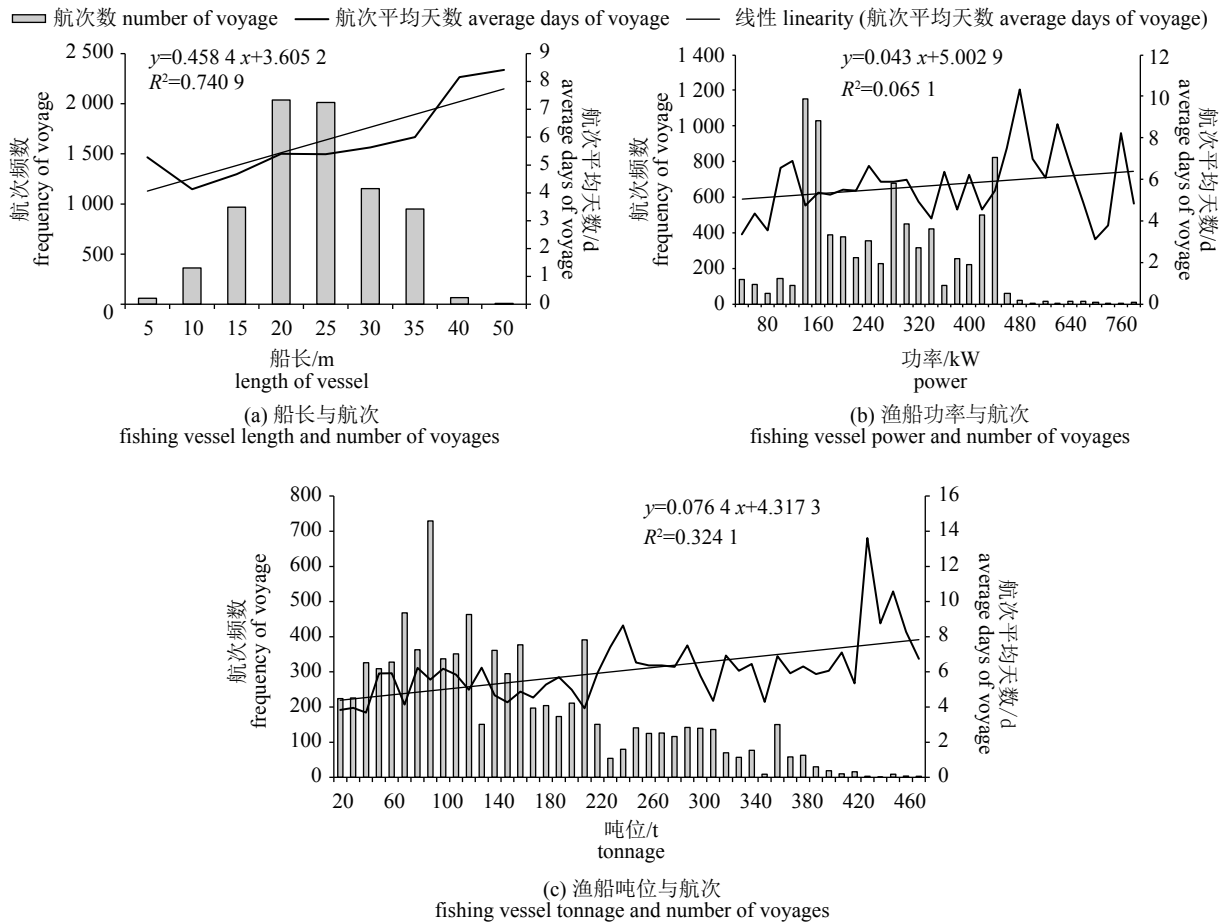 航次数 number of voyage 航次平均天数 average days of voyage 线性 linearity (航次平均天数 average days of voyage)
y=0.458 4 x+3.605 2
R²=0.740 9
航次频数
frequency of voyage
2 500
2 000
1 500
1 000
500
0
9
8
7
6
5
4
3
2
1
0
航次平均天数/d
average days of voyage
5 10 15 20 25 30 35 40 50
船长/m
length of vessel
(a) 船长与航次
fishing vessel length and number of voyages
y=0.043 x+5.002 9
R²=0.065 1
航次频数
frequency of voyage
1 400
1 200
1 000
800
600
400
200
0
12
10
8
6
4
2
0
航次平均天数/d
average days of voyage
80 160 240 320 400 480 640 760
功率/kW
power
(b) 渔船功率与航次
fishing vessel power and number of voyages
y=0.076 4 x+4.317 3
R²=0.324 1
航次频数
frequency of voyage
800
700
600
500
400
300
200
100
0
16
14
12
10
8
6
4
2
0
航次平均天数/d
average days of voyage
20 60 100 140 180 220 260 300 340 380 420 460
吨位/t
tonnage
(c) 渔船吨位与航次
fishing vessel tonnage and number of voyages